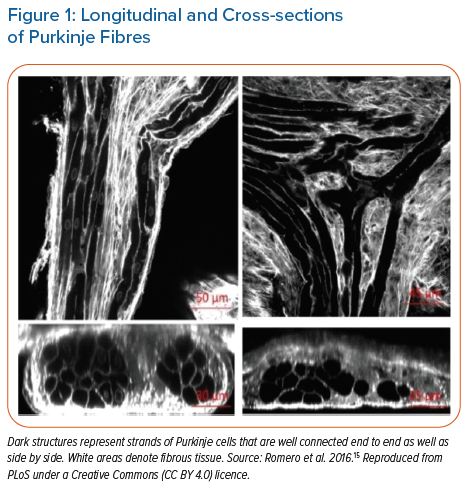 Figure 1: Longitudinal and Cross-sections
of Purkinje Fibres
50 µm
Dark structures represent strands of Purkinje cells that are well connected end to end as well as
side by side. White areas denote fibrous tissue. Source: Romero et al. 2016.¹⁵ Reproduced from
PLoS under a Creative Commons (CC BY 4.0) licence.